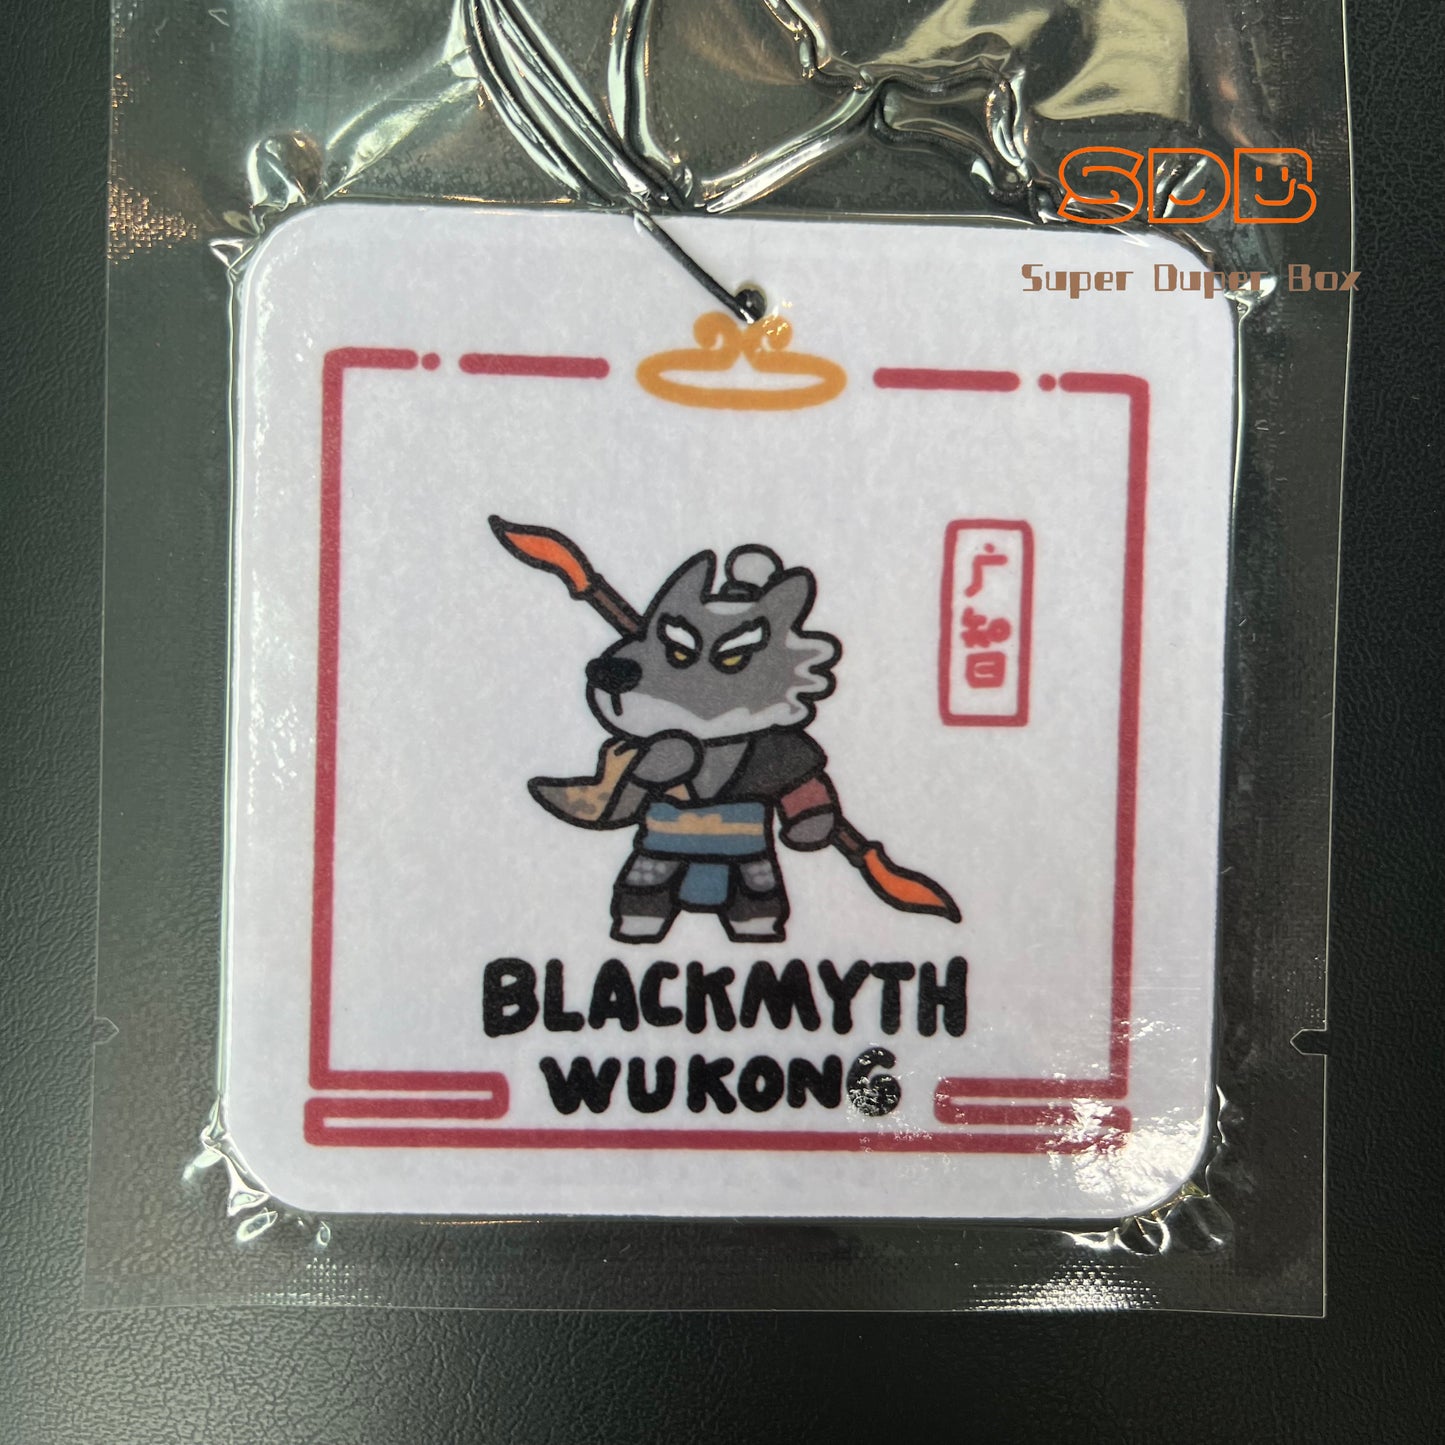 SDB
Super Duper Box
广智
BLACKMYTH
WUKONG